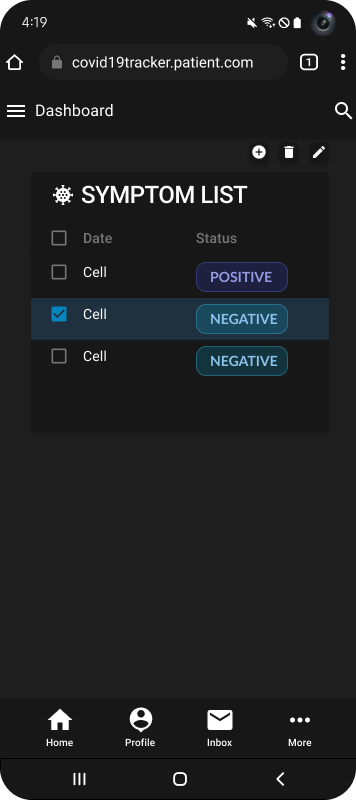 4:19
covid19tracker.patient.com
1
Dashboard
SYMPTOM LIST
Date Status
Cell POSITIVE
Cell NEGATIVE
Cell NEGATIVE
Home Profile Inbox More